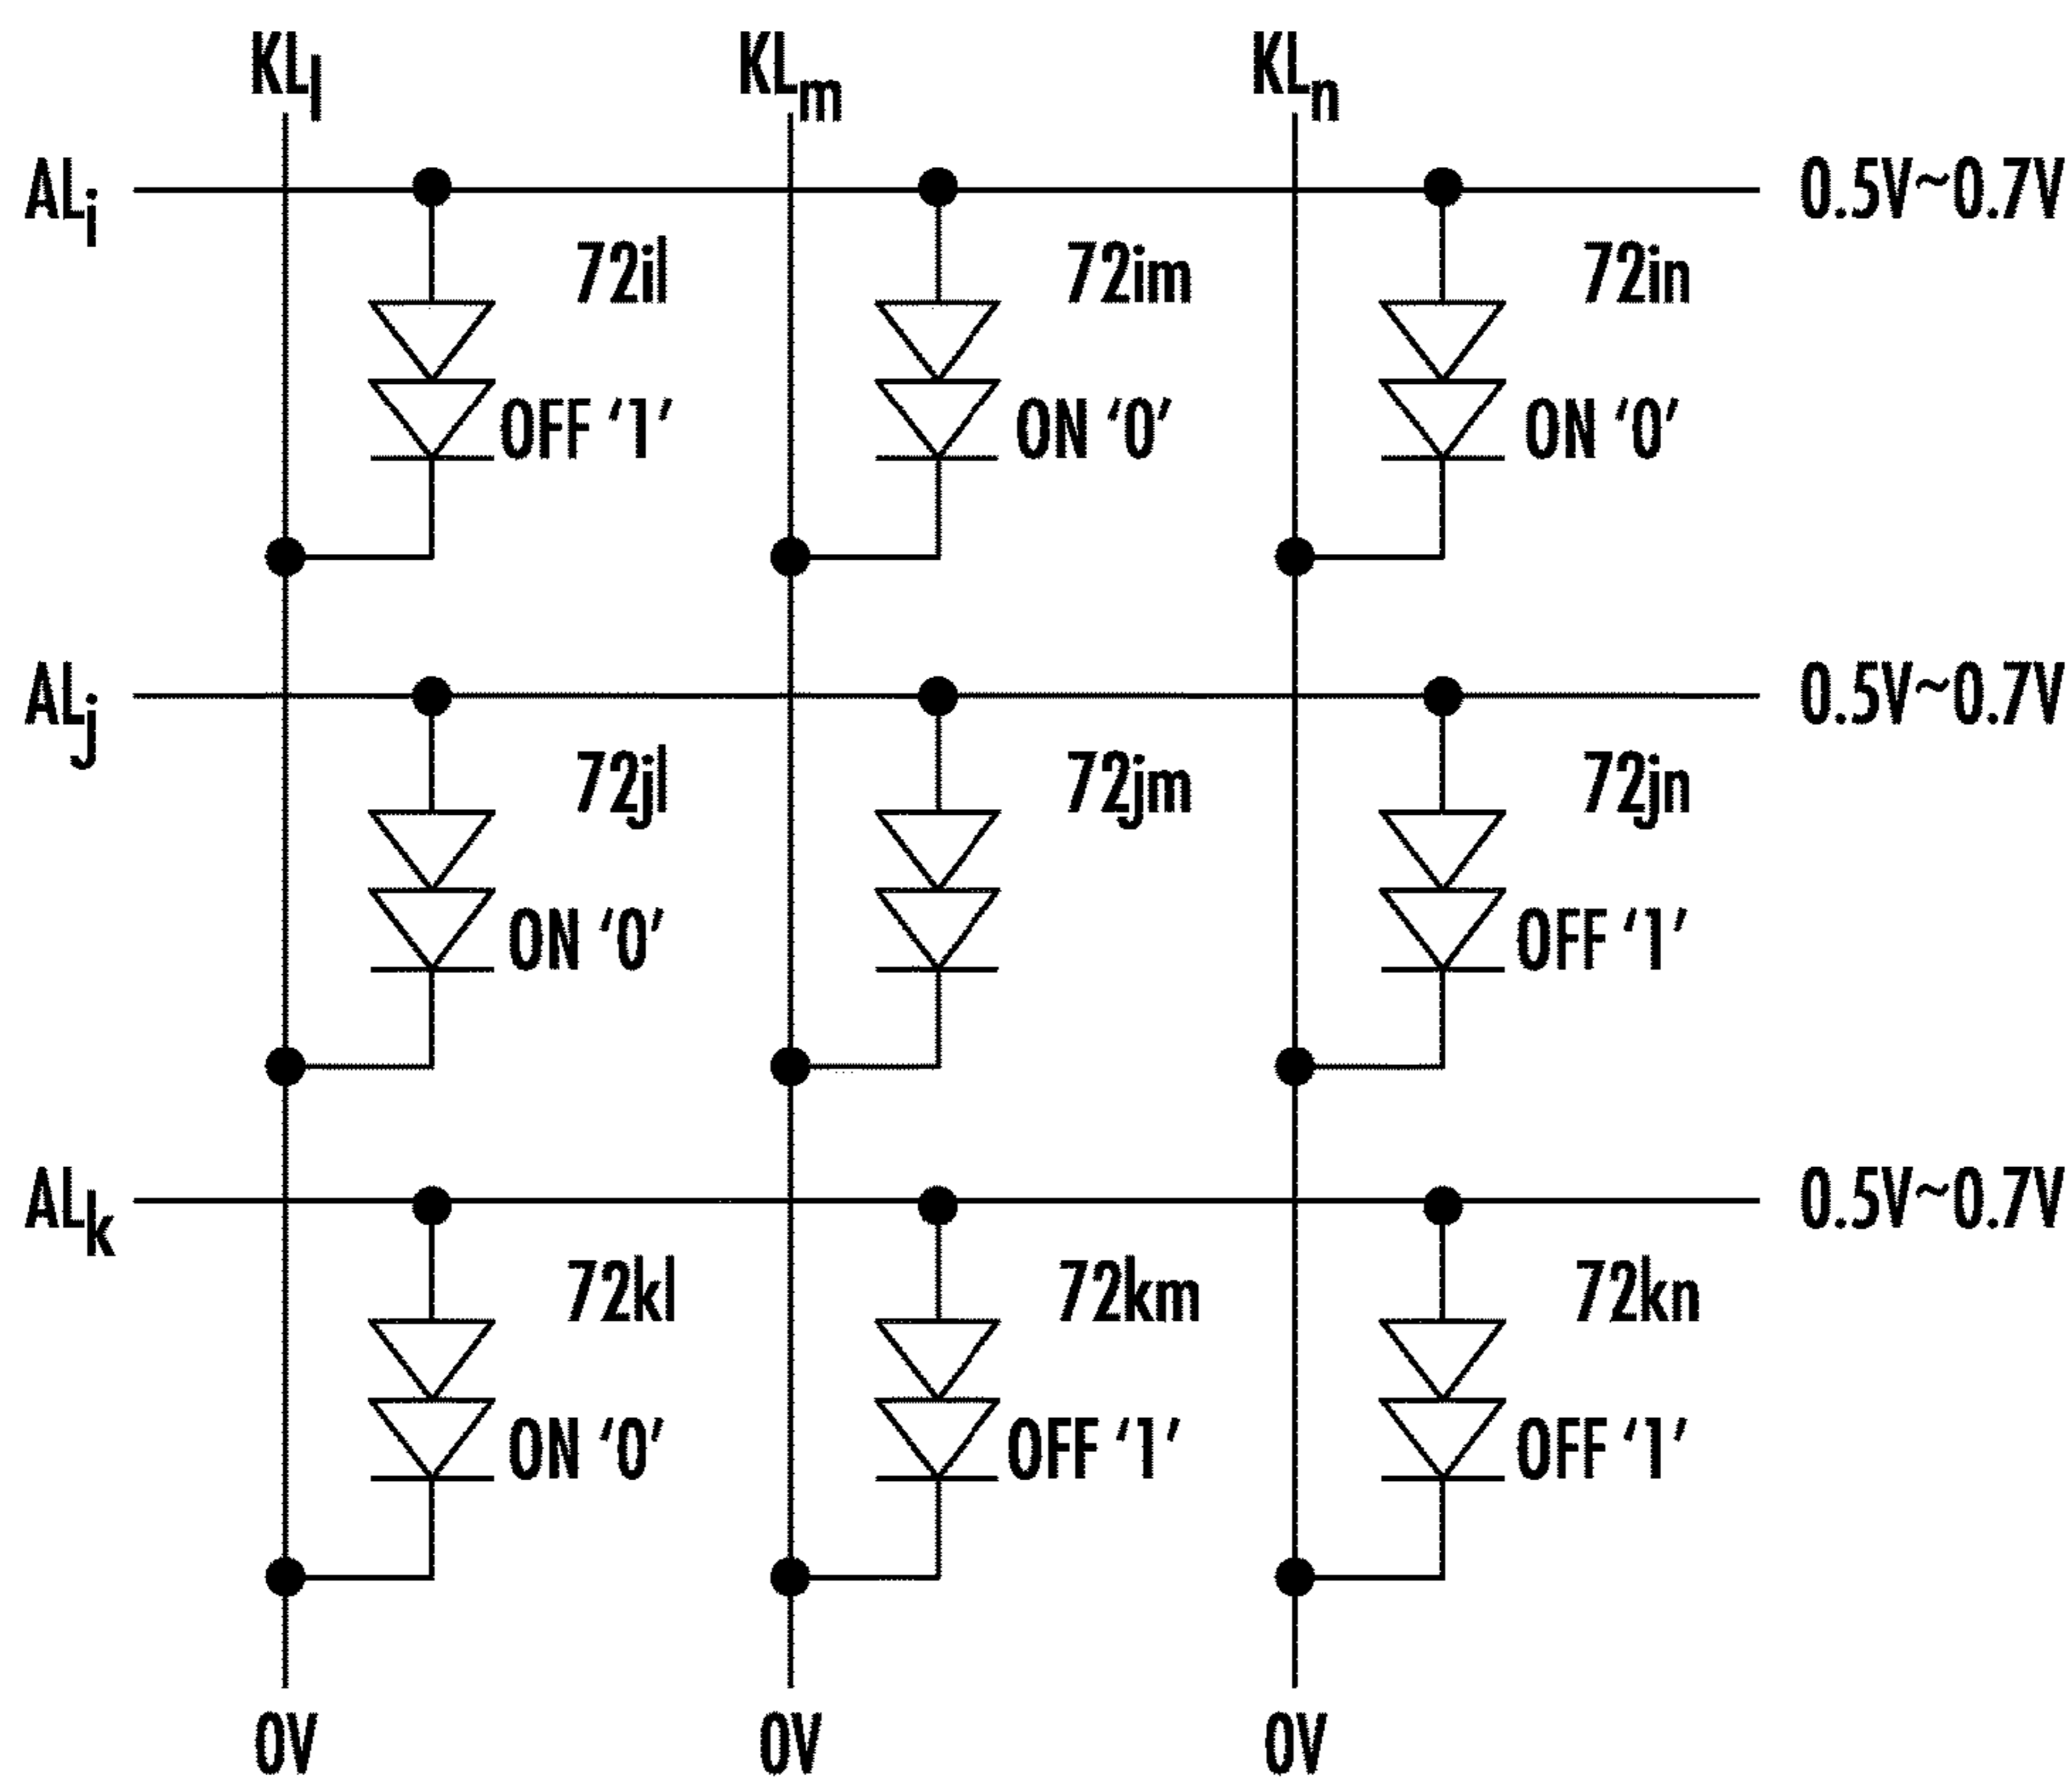 KLl KLm KLn
ALi 0.5V~0.7V
72il 72im 72in
OFF ‘1’ ON ‘0’ ON ‘0’
ALj 0.5V~0.7V
72jl 72jm 72jn
ON ‘0’ OFF ‘1’
ALk 0.5V~0.7V
72kl 72km 72kn
ON ‘0’ OFF ‘1’ OFF ‘1’
0V 0V 0V